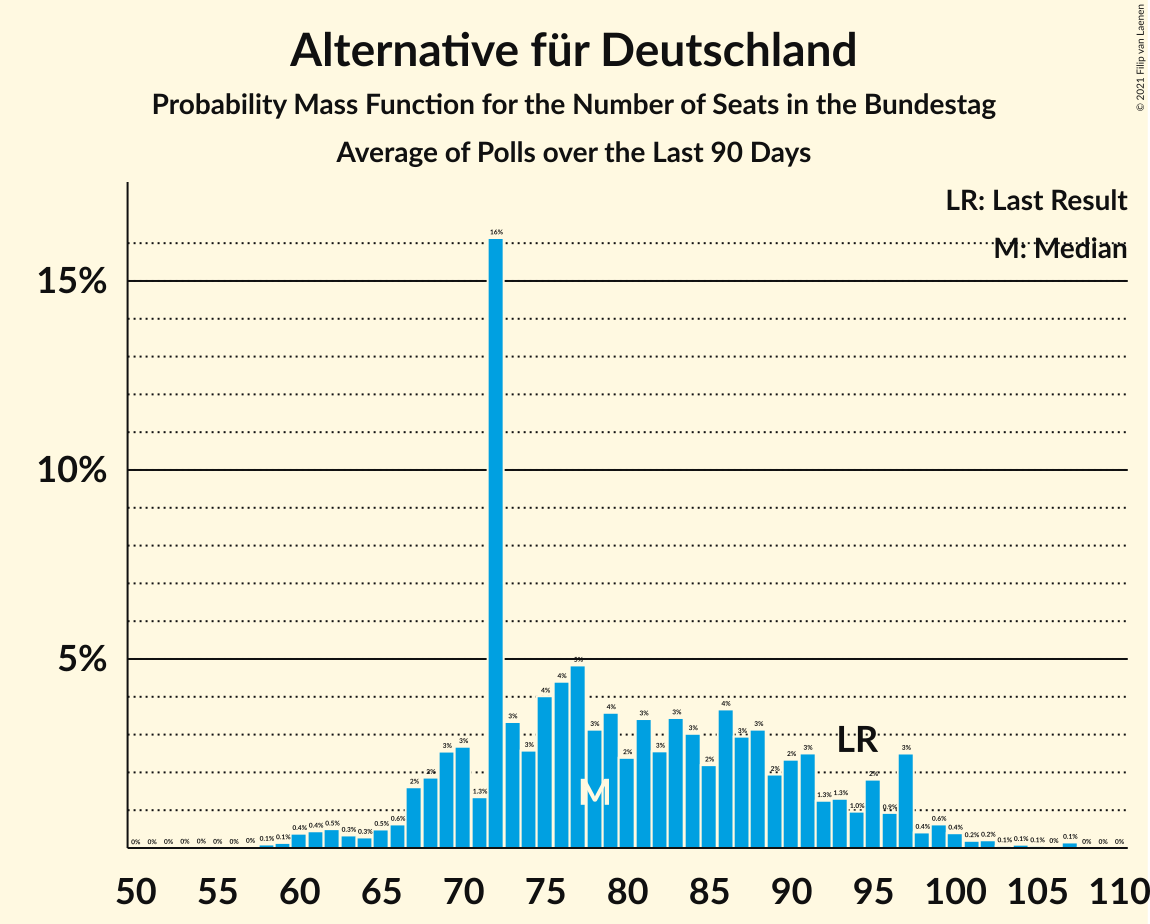 Alternative für Deutschland
Probability Mass Function for the Number of Seats in the Bundestag
Average of Polls over the Last 90 Days
© 2021 Filip van Laenen
LR: Last Result
M: Median
15%
10%
5%
0% 0% 0% 0% 0% 0% 0% 0% 0.1% 0.1% 0.4% 0.4% 0.5% 0.3% 0.3% 0.5% 0.6% 2% 2% 3% 3% 1.3% 16% 3% 3% 4% 4% 5% 3% 4% 2% 3% 3% 3% 3% 2% 4% 3% 3% 2% 2% 3% 1.3% 1.3% 1.0% 2% 0.9% 3% 0.4% 0.6% 0.4% 0.2% 0.2% 0.1% 0.1% 0.1% 0% 0.1% 0% 0% 0%
LR
M
50 55 60 65 70 75 80 85 90 95 100 105 110